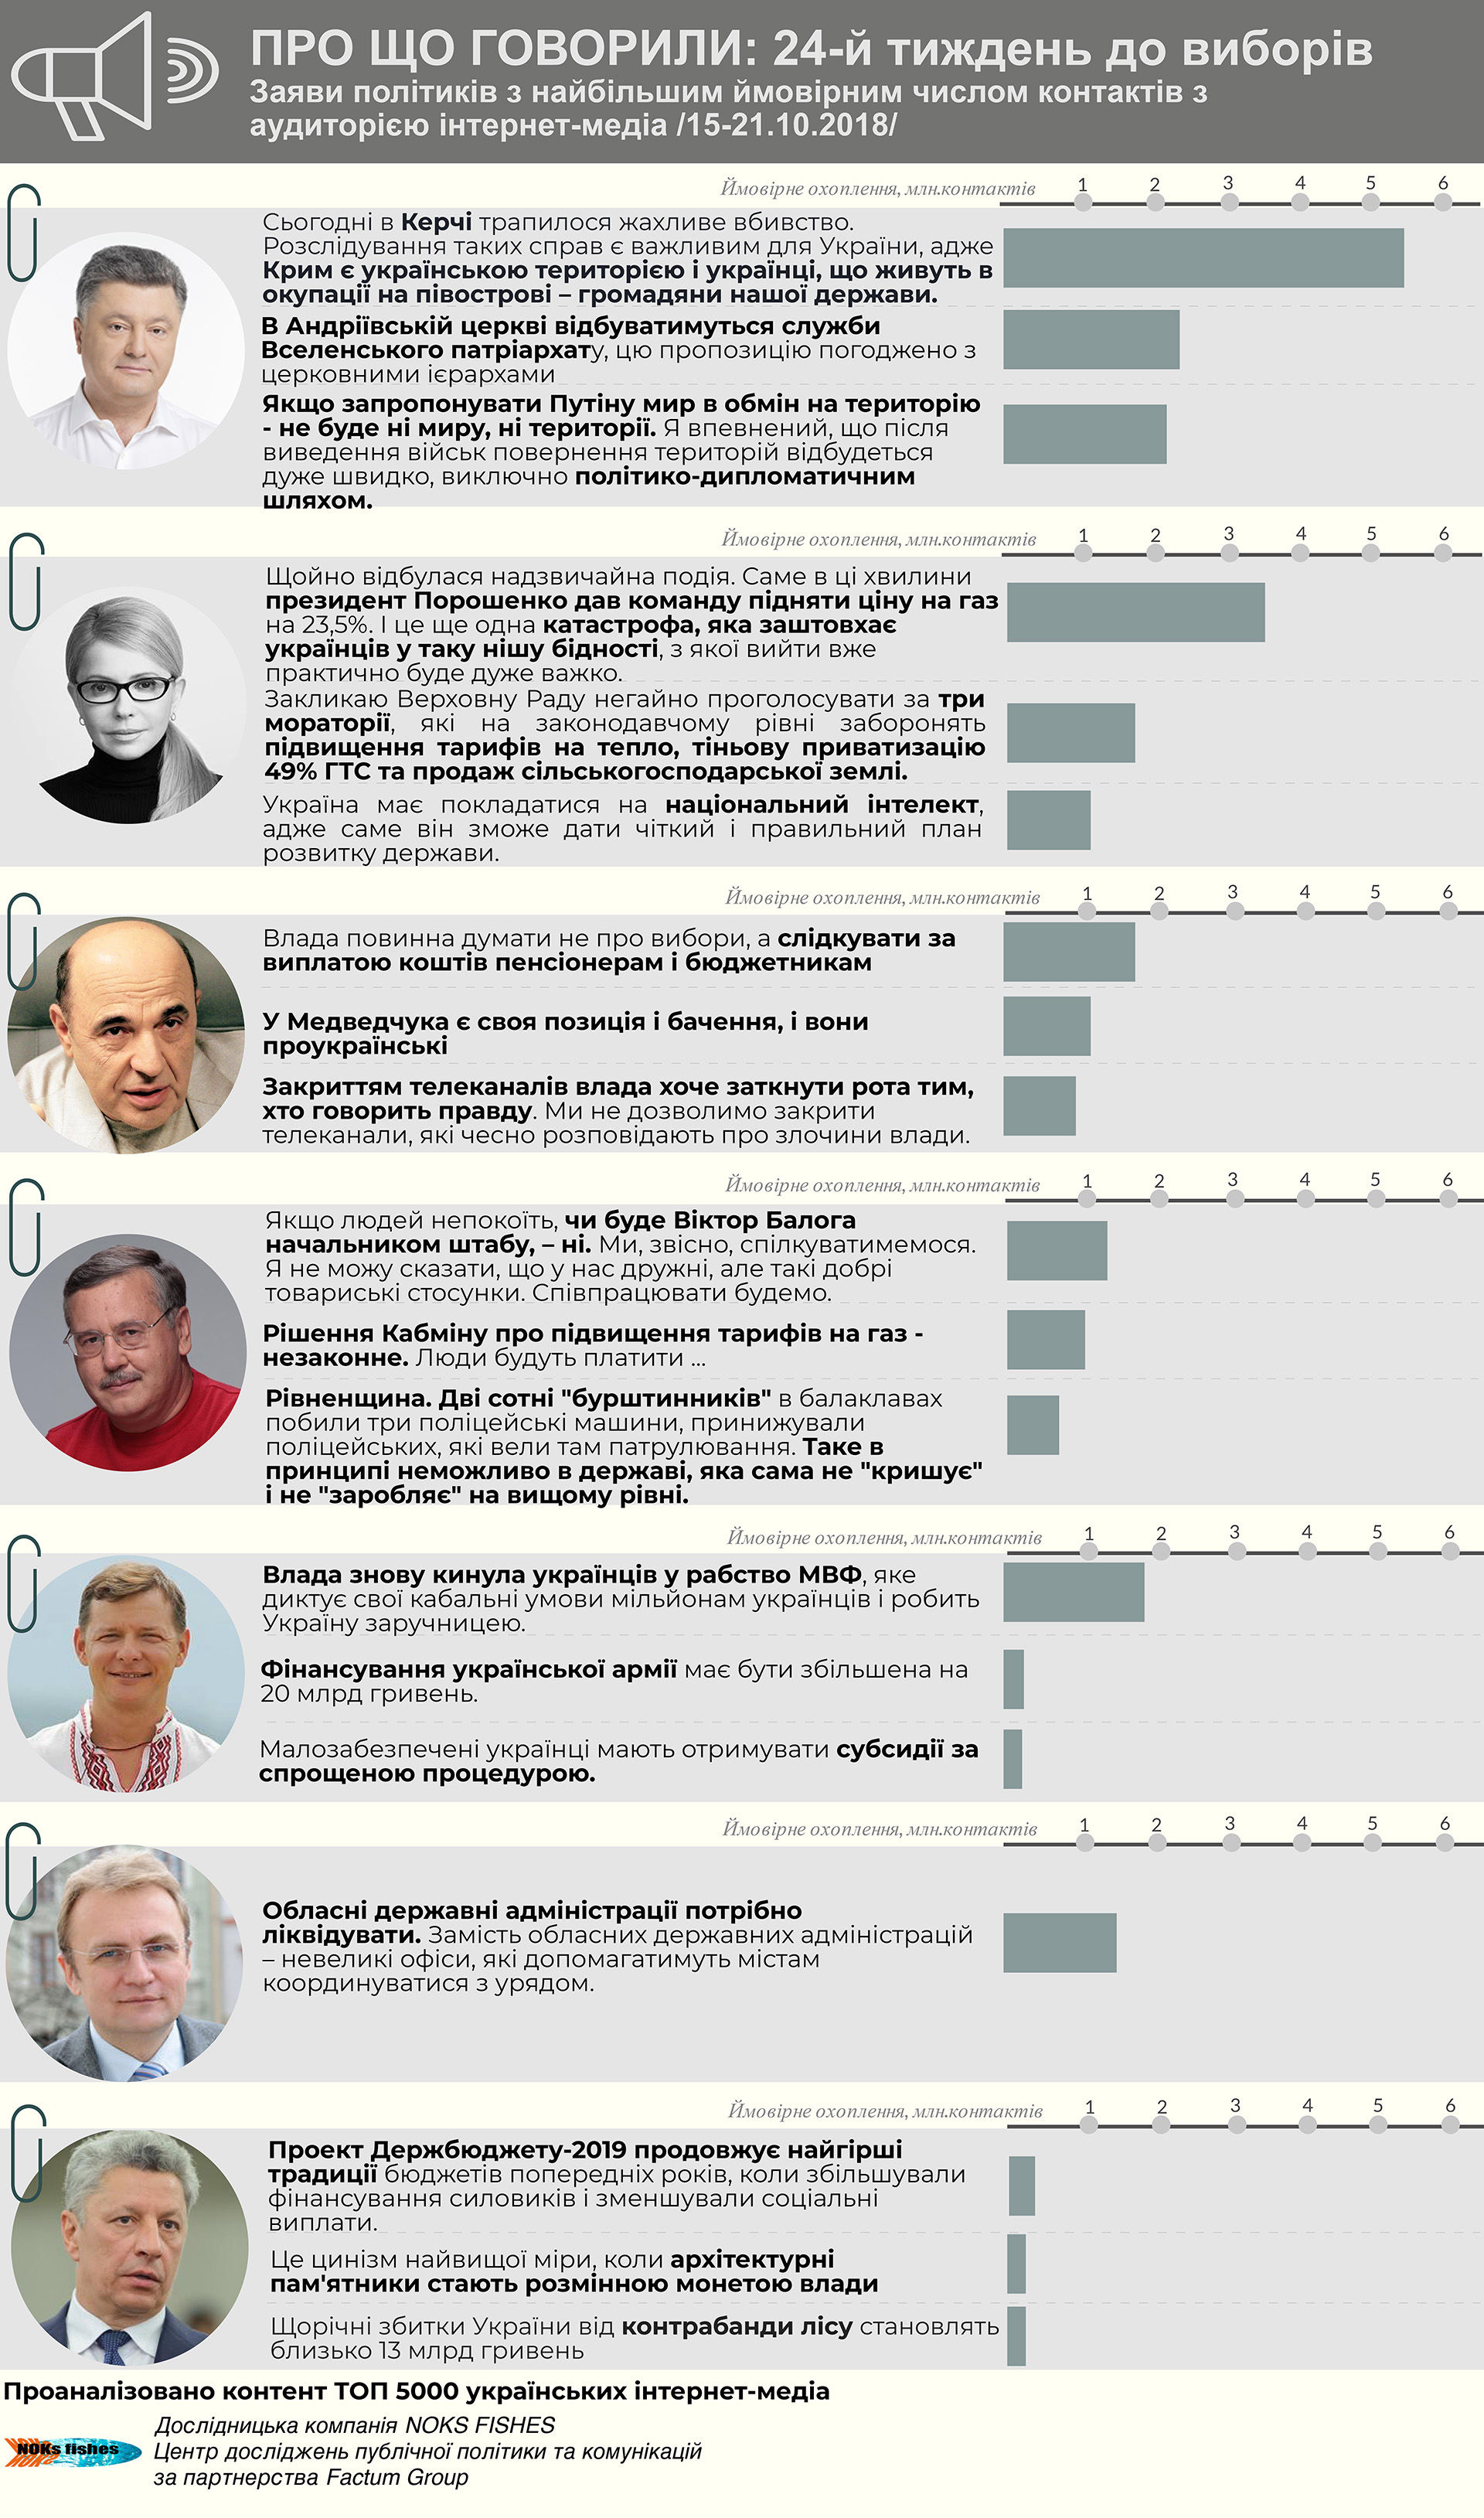 ПРО ЩО ГОВОРИЛИ: 24-й тиждень до виборів
Заяви політиків з найбільшим ймовірним числом контактів з
аудиторією інтернет-медіа /15-21.10.2018/
Ймовірне охоплення, млн.контактів 1 2 3 4 5 6
Сьогодні в Керчі трапилося жахливе вбивство.
Розслідування таких справ є важливим для України, адже
Крим є українською територією і українці, що живуть в
окупації на півострові – громадяни нашої держави.
В Андріївській церкві відбуватимуться служби
Вселенського патріархату, цю пропозицію погоджено з
церковними ієрархами
Якщо запропонувати Путіну мир в обмін на територію
- не буде ні миру, ні території. Я впевнений, що після
виведення військ повернення територій відбудеться
дуже швидко, виключно політико-дипломатичним
шляхом.
Ймовірне охоплення, млн.контактів 1 2 3 4 5 6
Щойно відбулася надзвичайна подія. Саме в ці хвилини
президент Порошенко дав команду підняти ціну на газ
на 23,5%. І це ще одна катастрофа, яка заштовхає
українців у таку нішу бідності, з якої вийти вже
практично буде дуже важко.
Закликаю Верховну Раду негайно проголосувати за три
мораторії, які на законодавчому рівні заборонять
підвищення тарифів на тепло, тіньову приватизацію
49% ГТС та продаж сільськогосподарської землі.
Україна має покладатися на національний інтелект,
адже саме він зможе дати чіткий і правильний план
розвитку держави.
Ймовірне охоплення, млн.контактів 1 2 3 4 5 6
Влада повинна думати не про вибори, а слідкувати за
виплатою коштів пенсіонерам і бюджетникам
У Медведчука є своя позиція і бачення, і вони
проукраїнські
Закриттям телеканалів влада хоче заткнути рота тим,
хто говорить правду. Ми не дозволимо закрити
телеканали, які чесно розповідають про злочини влади.
Ймовірне охоплення, млн.контактів 1 2 3 4 5 6
Якщо людей непокоїть, чи буде Віктор Балога
начальником штабу, – ні. Ми, звісно, спілкуватимемося.
Я не можу сказати, що у нас дружні, але такі добрі
товариські стосунки. Співпрацювати будемо.
Рішення Кабміну про підвищення тарифів на газ -
незаконне. Люди будуть платити ...
Рівненщина. Дві сотні "бурштинників" в балаклавах
побили три поліцейські машини, принижували
поліцейських, які вели там патрулювання. Таке в
принципі неможливо в державі, яка сама не "кришує"
і не "заробляє" на вищому рівні.
Ймовірне охоплення, млн.контактів 1 2 3 4 5 6
Влада знову кинула українців у рабство МВФ, яке
диктує свої кабальні умови мільйонам українців і робить
Україну заручницею.
Фінансування української армії має бути збільшена на
20 млрд гривень.
Малозабезпечені українці мають отримувати субсидії за
спрощеною процедурою.
Ймовірне охоплення, млн.контактів 1 2 3 4 5 6
Обласні державні адміністрації потрібно
ліквідувати. Замість обласних державних адміністрацій
– невеликі офіси, які допомагатимуть містам
координуватися з урядом.
Ймовірне охоплення, млн.контактів 1 2 3 4 5 6
Проект Держбюджету-2019 продовжує найгірші
традиції бюджетів попередніх років, коли збільшували
фінансування силовиків і зменшували соціальні
виплати.
Це цинізм найвищої міри, коли архітектурні
пам'ятники стають розмінною монетою влади
Щорічні збитки України від контрабанди лісу становлять
близько 13 млрд гривень
Проаналізовано контент ТОП 5000 українських інтернет-медіа
NOKs fishes
Дослідницька компанія NOKS FISHES
Центр досліджень публічної політики та комунікацій
за партнерства Factum Group